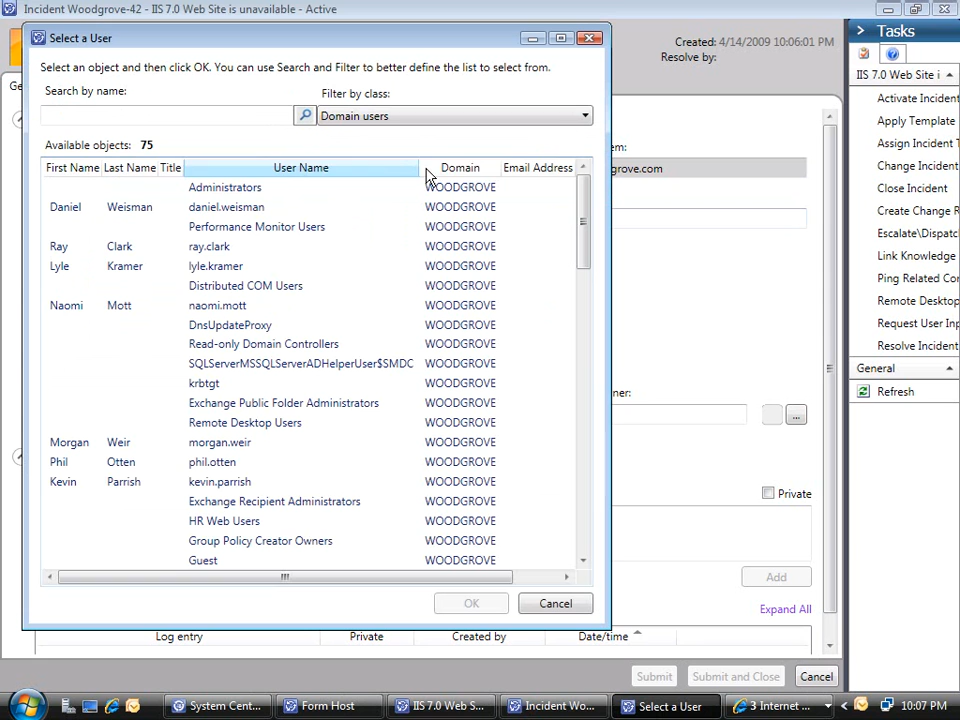 Incident Woodgrove-42 - IIS 7.0 Web Site is unavailable - Active
Created: 4/14/2009 10:06:01 PM
Resolve by:
Ge
em:
grove.com
ner:
...
Private
Add
Expand All
Log entry Private Created by Date/time
Submit Submit and Close Cancel
Select a User
Select an object and then click OK. You can use Search and Filter to better define the list to select from.
Search by name: Filter by class:
Domain users
Available objects: 75
First Name Last Name Title User Name Domain Email Address
Administrators WOODGROVE
Daniel Weisman daniel.weisman WOODGROVE
Performance Monitor Users WOODGROVE
Ray Clark ray.clark WOODGROVE
Lyle Kramer lyle.kramer WOODGROVE
Distributed COM Users WOODGROVE
Naomi Mott naomi.mott WOODGROVE
DnsUpdateProxy WOODGROVE
Read-only Domain Controllers WOODGROVE
SQLServerMSSQLServerADHelperUser$SMDC WOODGROVE
krbtgt WOODGROVE
Exchange Public Folder Administrators WOODGROVE
Remote Desktop Users WOODGROVE
Morgan Weir morgan.weir WOODGROVE
Phil Otten phil.otten WOODGROVE
Kevin Parrish kevin.parrish WOODGROVE
Exchange Recipient Administrators WOODGROVE
HR Web Users WOODGROVE
Group Policy Creator Owners WOODGROVE
Guest WOODGROVE
OK Cancel
Tasks
IIS 7.0 Web Site i
Activate Incident
Apply Template
Assign Incident T
Change Incident
Close Incident
Create Change R
Escalate/Dispatc
Link Knowledge
Ping Related Co
Remote Desktop
Request User Inp
Resolve Incident
General
Refresh
System Cent... Form Host IIS 7.0 Web S... Incident Wo... Select a User 3 Internet ... 10:07 PM